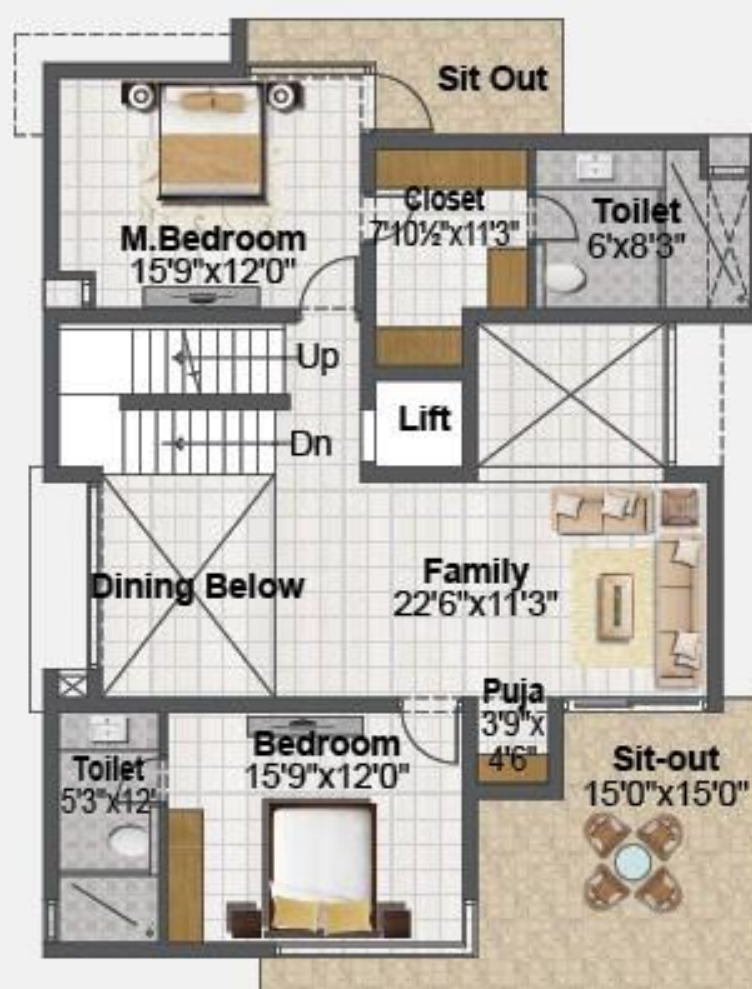 Sit Out
Closet
7'10½"x11'3"
Toilet
6'x8'3"
M.Bedroom
15'9"x12'0"
Up
Lift
Dn
Dining Below
Family
22'6"x11'3"
Puja
3'9"x
4'6"
Bedroom
15'9"x12'0"
Toilet
5'3"x12'
Sit-out
15'0"x15'0"